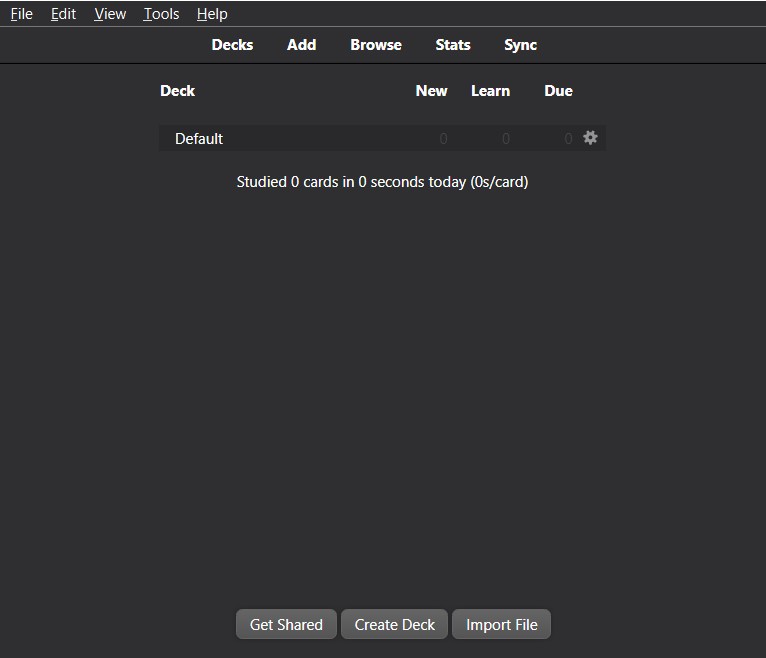 File Edit View Tools Help
Decks Add Browse Stats Sync
Deck New Learn Due
Default 0 0 0
Studied 0 cards in 0 seconds today (0s/card)
Get Shared Create Deck Import File